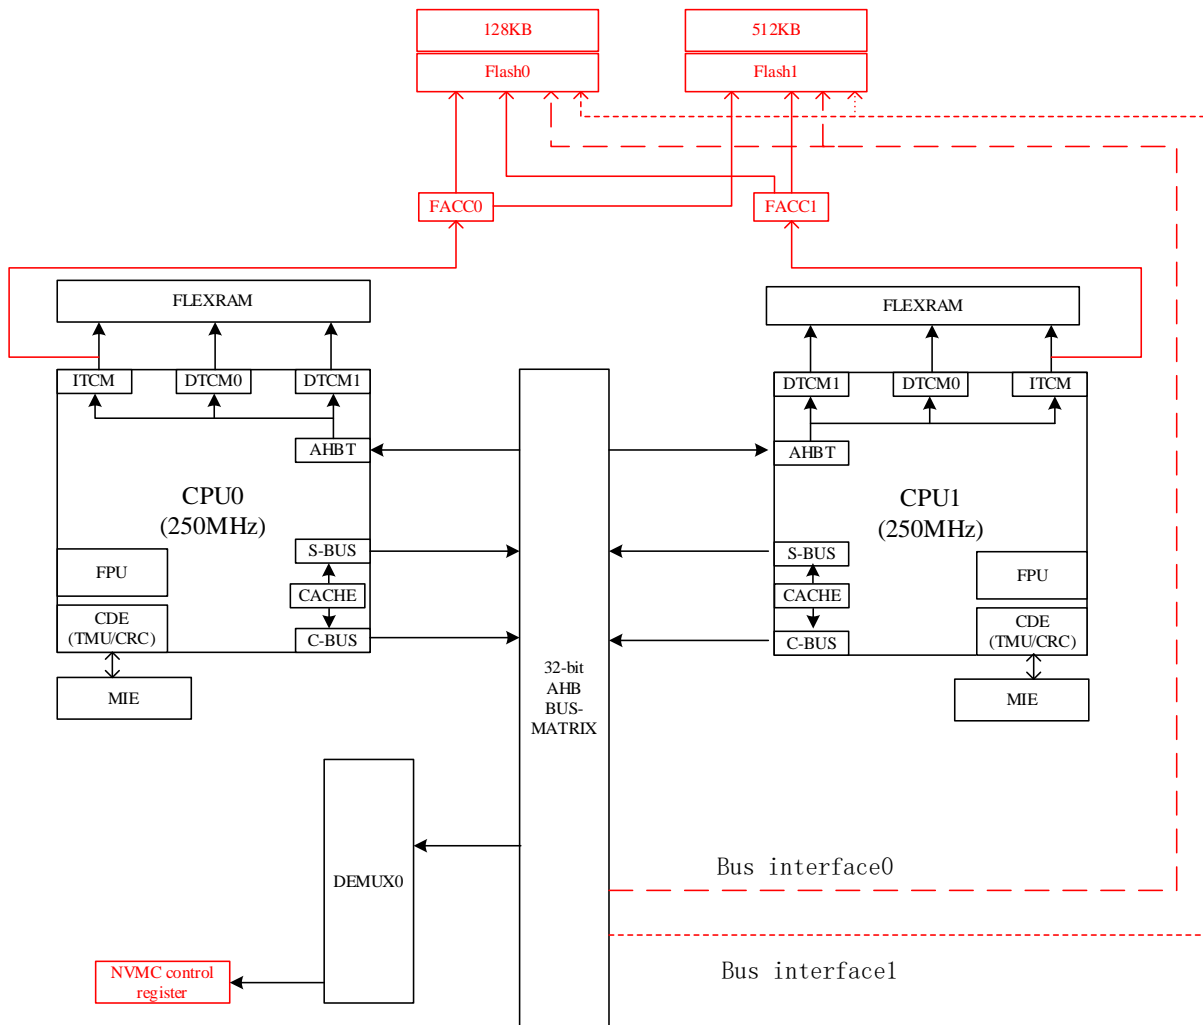 128KB
512KB
Flash0
Flash1
FACC0
FACC1
FLEXRAM
FLEXRAM
ITCM
DTCM0
DTCM1
DTCM1
DTCM0
ITCM
AHBT
AHBT
CPU0
(250MHz)
CPU1
(250MHz)
S-BUS
S-BUS
FPU
FPU
CACHE
CACHE
CDE
(TMU/CRC)
CDE
(TMU/CRC)
C-BUS
C-BUS
MIE
MIE
32-bit
AHB
BUS-
MATRIX
DEMUX0
Bus interface0
Bus interface1
NVMC control
register